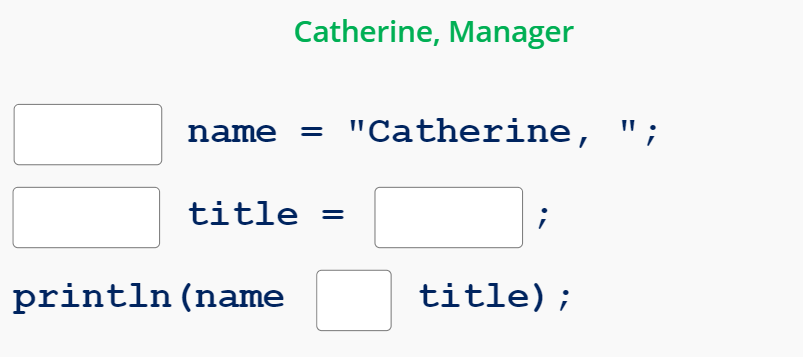 Catherine, Manager
name = "Catherine, ";
title = ;
println(name title);